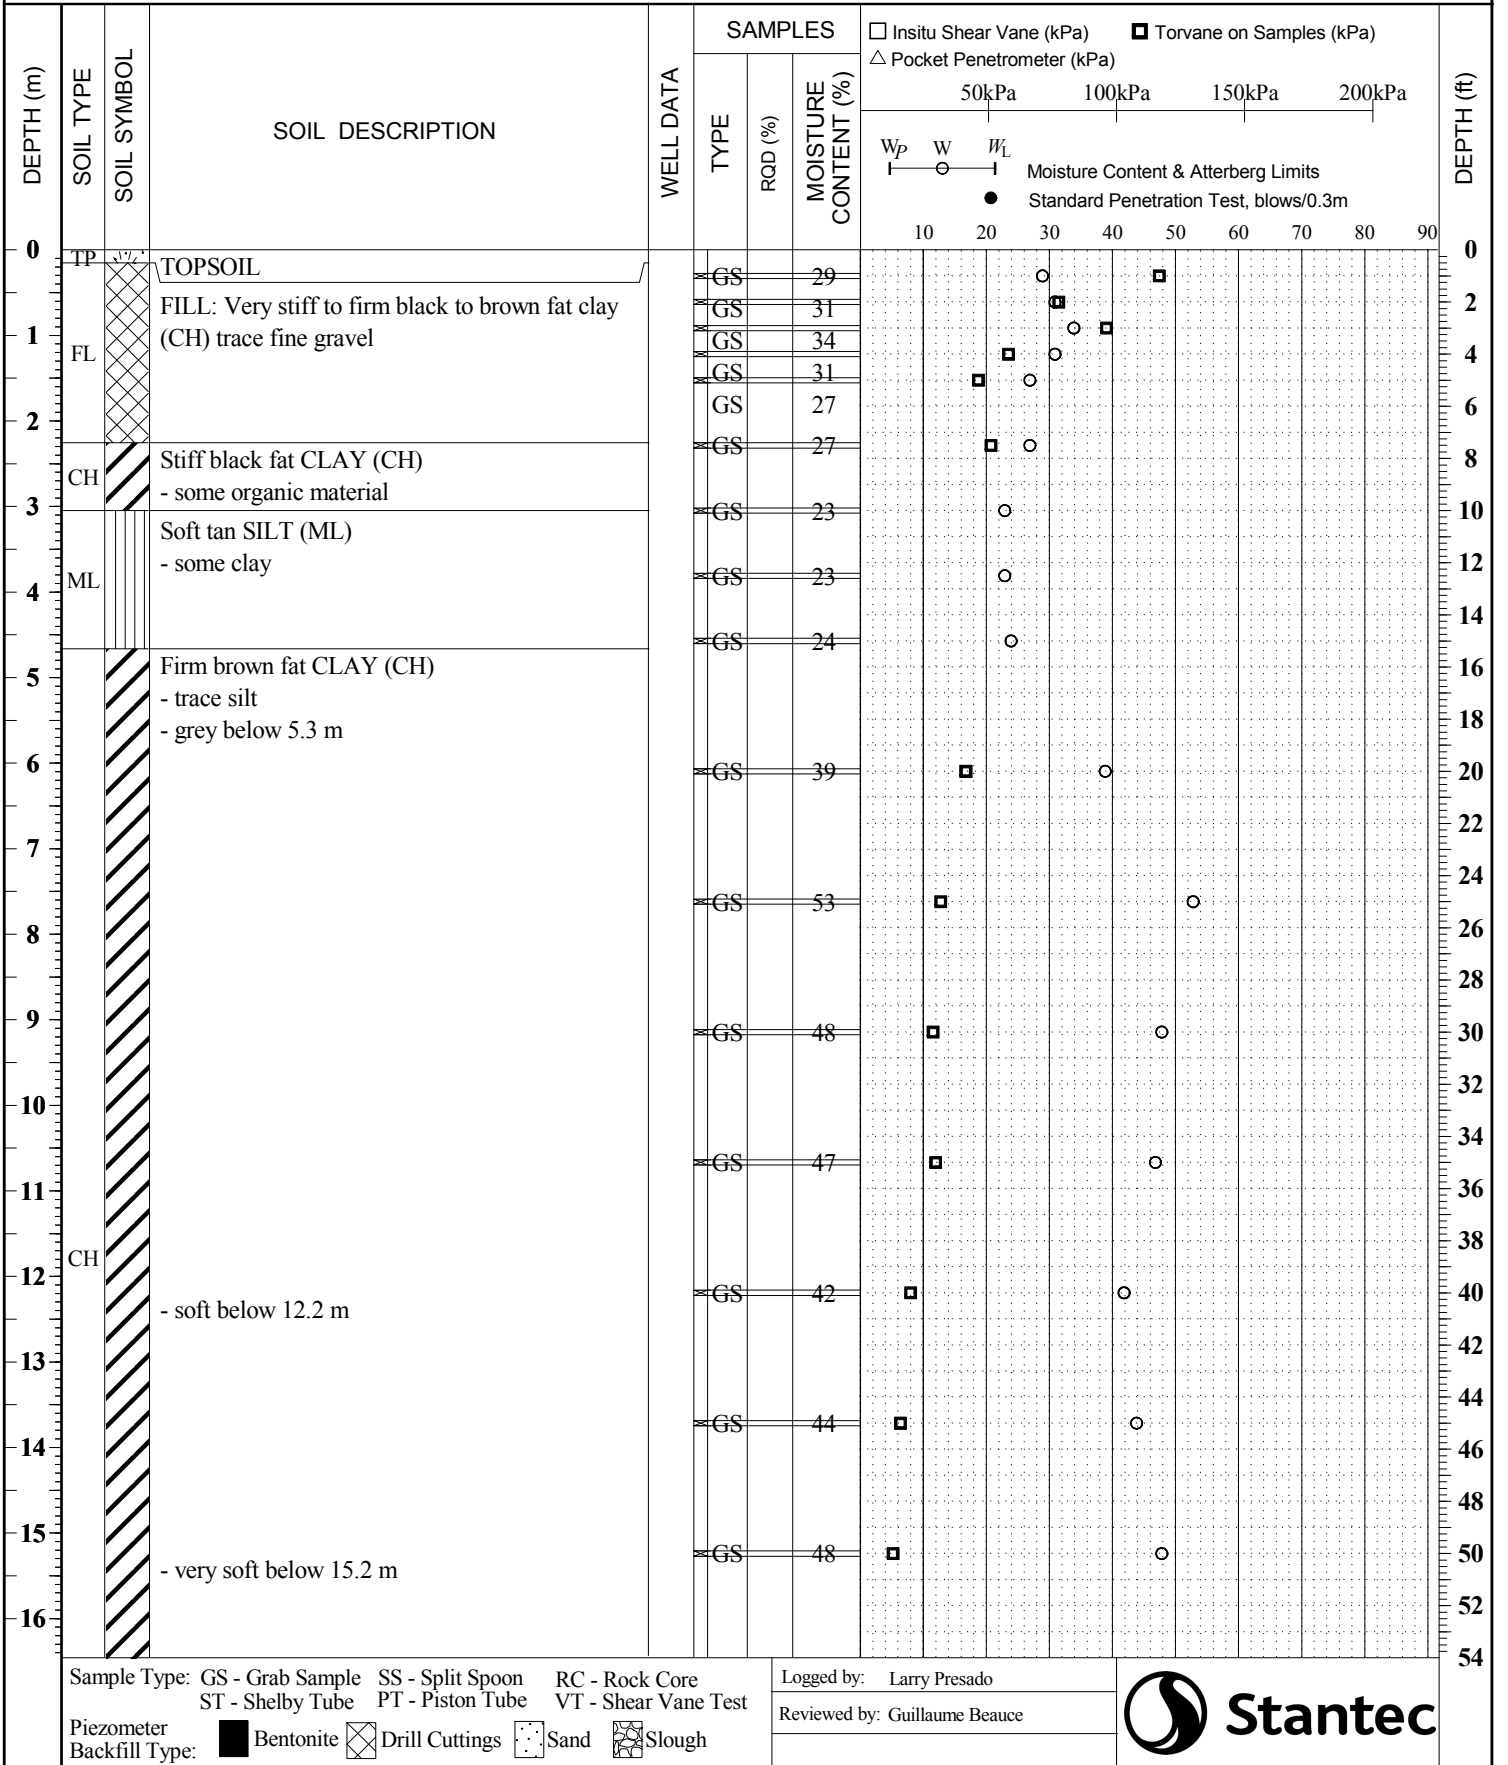 DEPTH (m)
SOIL TYPE
SOIL SYMBOL
SOIL DESCRIPTION
WELL DATA
SAMPLES
TYPE
RQD (%)
MOISTURE
CONTENT (%)
Insitu Shear Vane (kPa)
Torvane on Samples (kPa)
Pocket Penetrometer (kPa)
50kPa 100kPa 150kPa 200kPa
WP W WL
Moisture Content & Atterberg Limits
Standard Penetration Test, blows/0.3m
10 20 30 40 50 60 70 80 90
DEPTH (ft)
0
1
2
3
4
5
6
7
8
9
10
11
12
13
14
15
16
TP
FL
CH
ML
CH
TOPSOIL
FILL: Very stiff to firm black to brown fat clay
(CH) trace fine gravel
Stiff black fat CLAY (CH)
- some organic material
Soft tan SILT (ML)
- some clay
Firm brown fat CLAY (CH)
- trace silt
- grey below 5.3 m
- soft below 12.2 m
- very soft below 15.2 m
GS 29
GS 31
GS 34
GS 31
GS 27
GS 27
GS 23
GS 23
GS 24
GS 39
GS 53
GS 48
GS 47
GS 42
GS 44
GS 48
0
2
4
6
8
10
12
14
16
18
20
22
24
26
28
30
32
34
36
38
40
42
44
46
48
50
52
54
Sample Type: GS - Grab Sample SS - Split Spoon RC - Rock Core
ST - Shelby Tube PT - Piston Tube VT - Shear Vane Test
Piezometer
Backfill Type: Bentonite Drill Cuttings Sand Slough
Logged by: Larry Presado
Reviewed by: Guillaume Beauce
Stantec